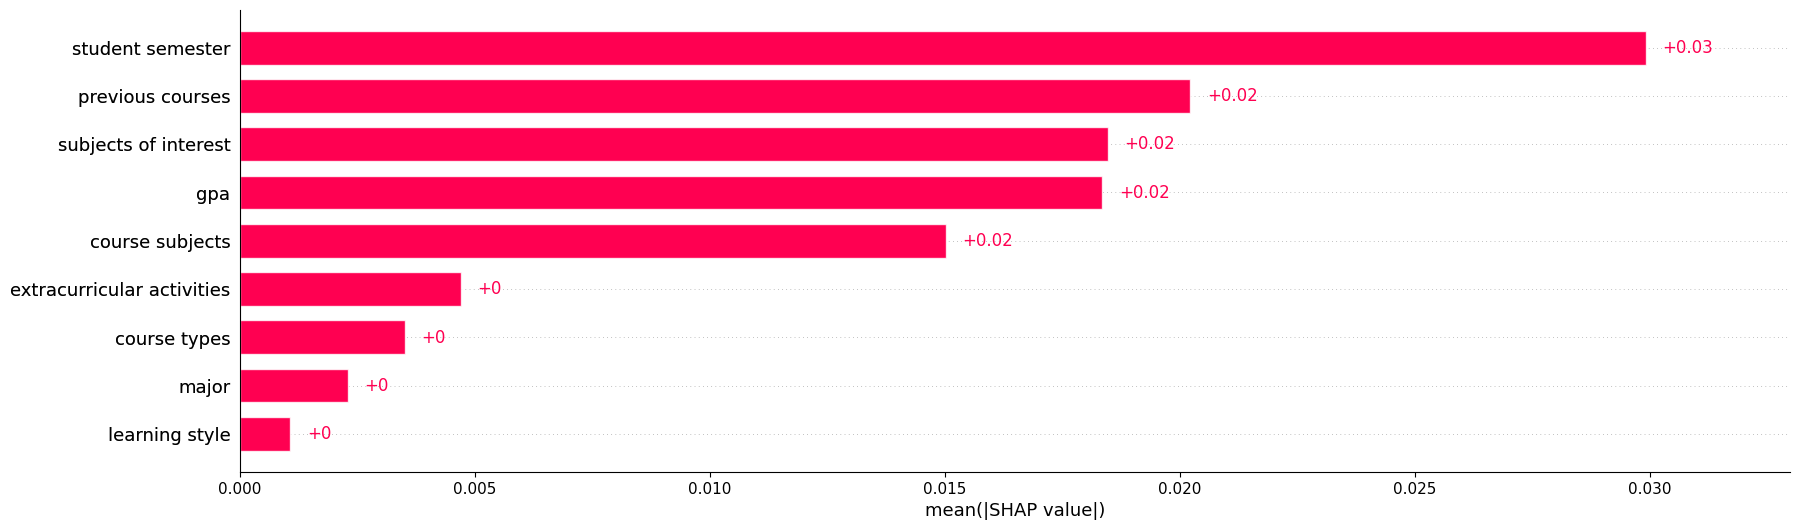 student semester +0.03
previous courses +0.02
subjects of interest +0.02
gpa +0.02
course subjects +0.02
extracurricular activities +0
course types +0
major +0
learning style +0
0.000 0.005 0.010 0.015 0.020 0.025 0.030
mean(|SHAP value|)